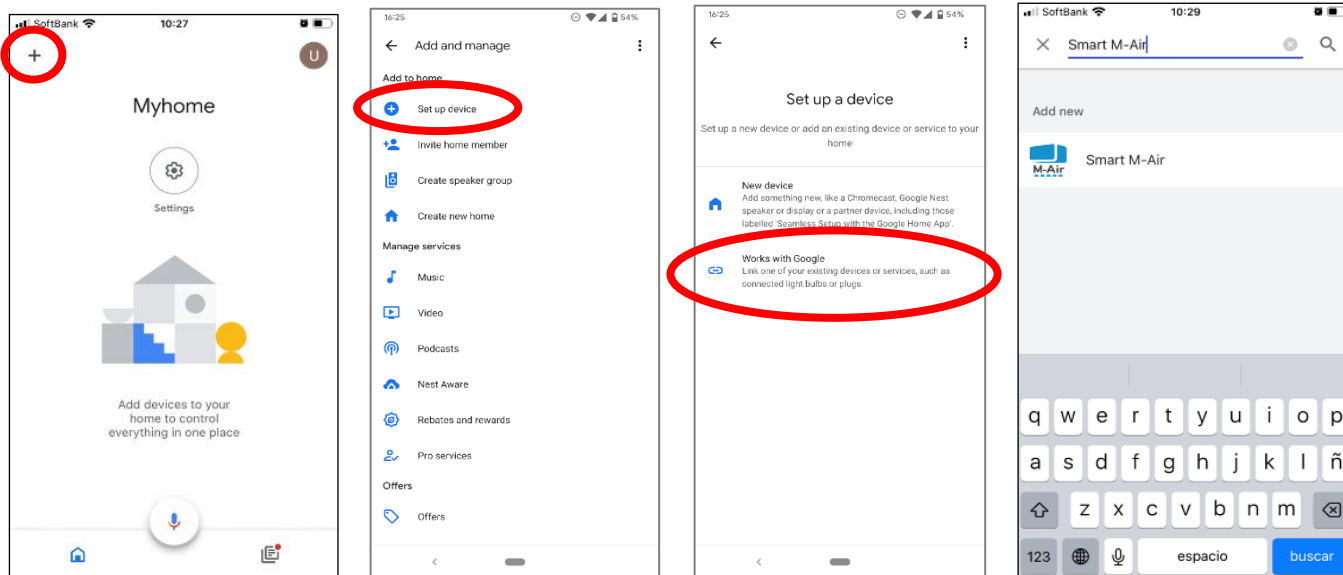 SoftBank 10:27
+
U
Myhome
Settings
Add devices to your
home to control
everything in one place
16:25 54%
Add and manage
Add to home
Set up device
Invite home member
Create speaker group
Create new home
Manage services
Music
Video
Podcasts
Nest Aware
Rebates and rewards
Pro services
Offers
Offers
16:25 54%
Set up a device
Set up a new device or add an existing device or service to your
home
New device
Add something new, like a Chromecast, Google Nest
speaker or display or a partner device, including those
labelled 'Seamless Setup with the Google Home App'.
Works with Google
Link one of your existing devices or services, such as
connected light bulbs or plugs.
SoftBank 10:29
Smart M-Air
Add new
M-Air Smart M-Air
q w e r t y u i o p
a s d f g h j k l ñ
z x c v b n m
123 espacio buscar